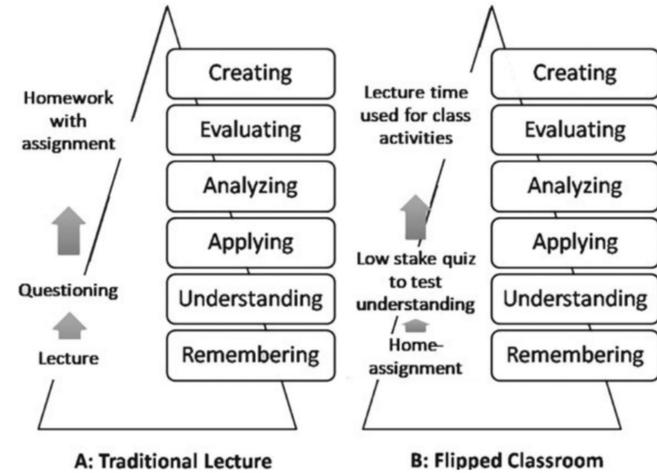 Homework
with
assignment
Questioning
Lecture
Creating
Evaluating
Analyzing
Applying
Understanding
Remembering
A: Traditional Lecture
Lecture time
used for class
activities
Low stake quiz
to test
understanding
Home-
assignment
Creating
Evaluating
Analyzing
Applying
Understanding
Remembering
B: Flipped Classroom